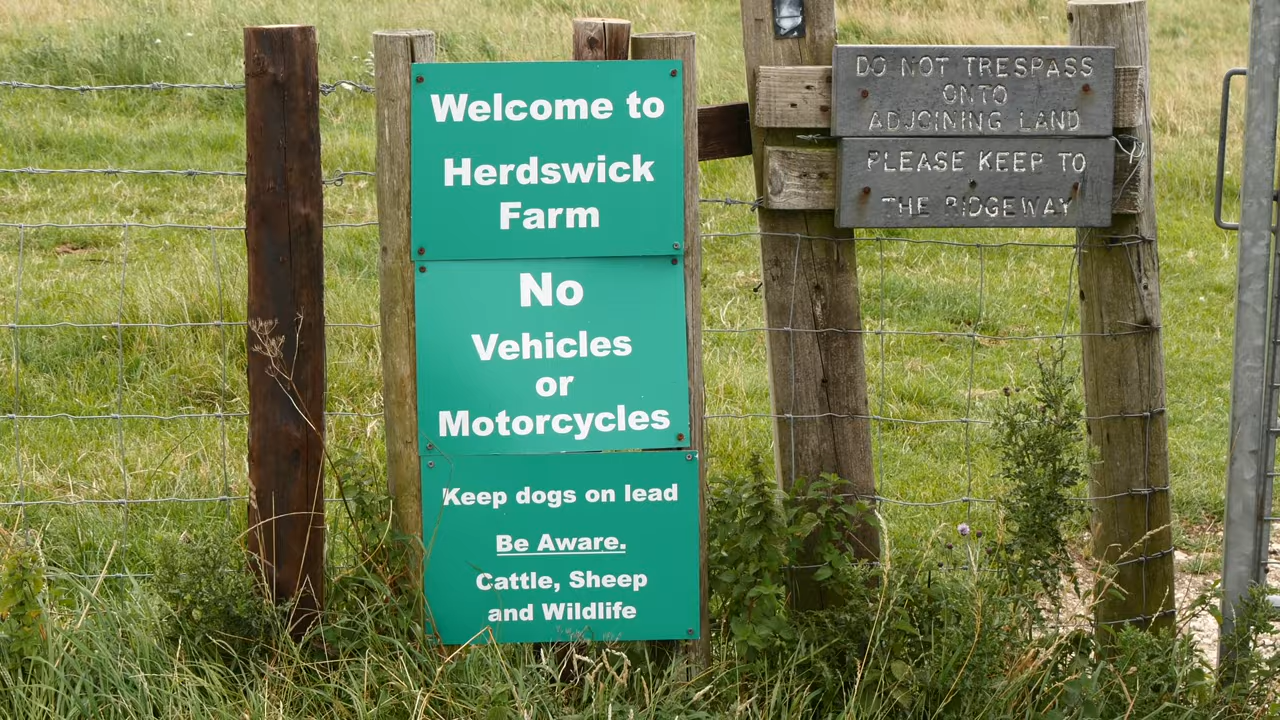 Welcome to
Herdswick
Farm
No
Vehicles
or
Motorcycles
Keep dogs on lead
Be Aware.
Cattle, Sheep
and Wildlife
DO NOT TRESPASS
ONTO
ADJOINING LAND
PLEASE KEEP TO
THE RIDGEWAY